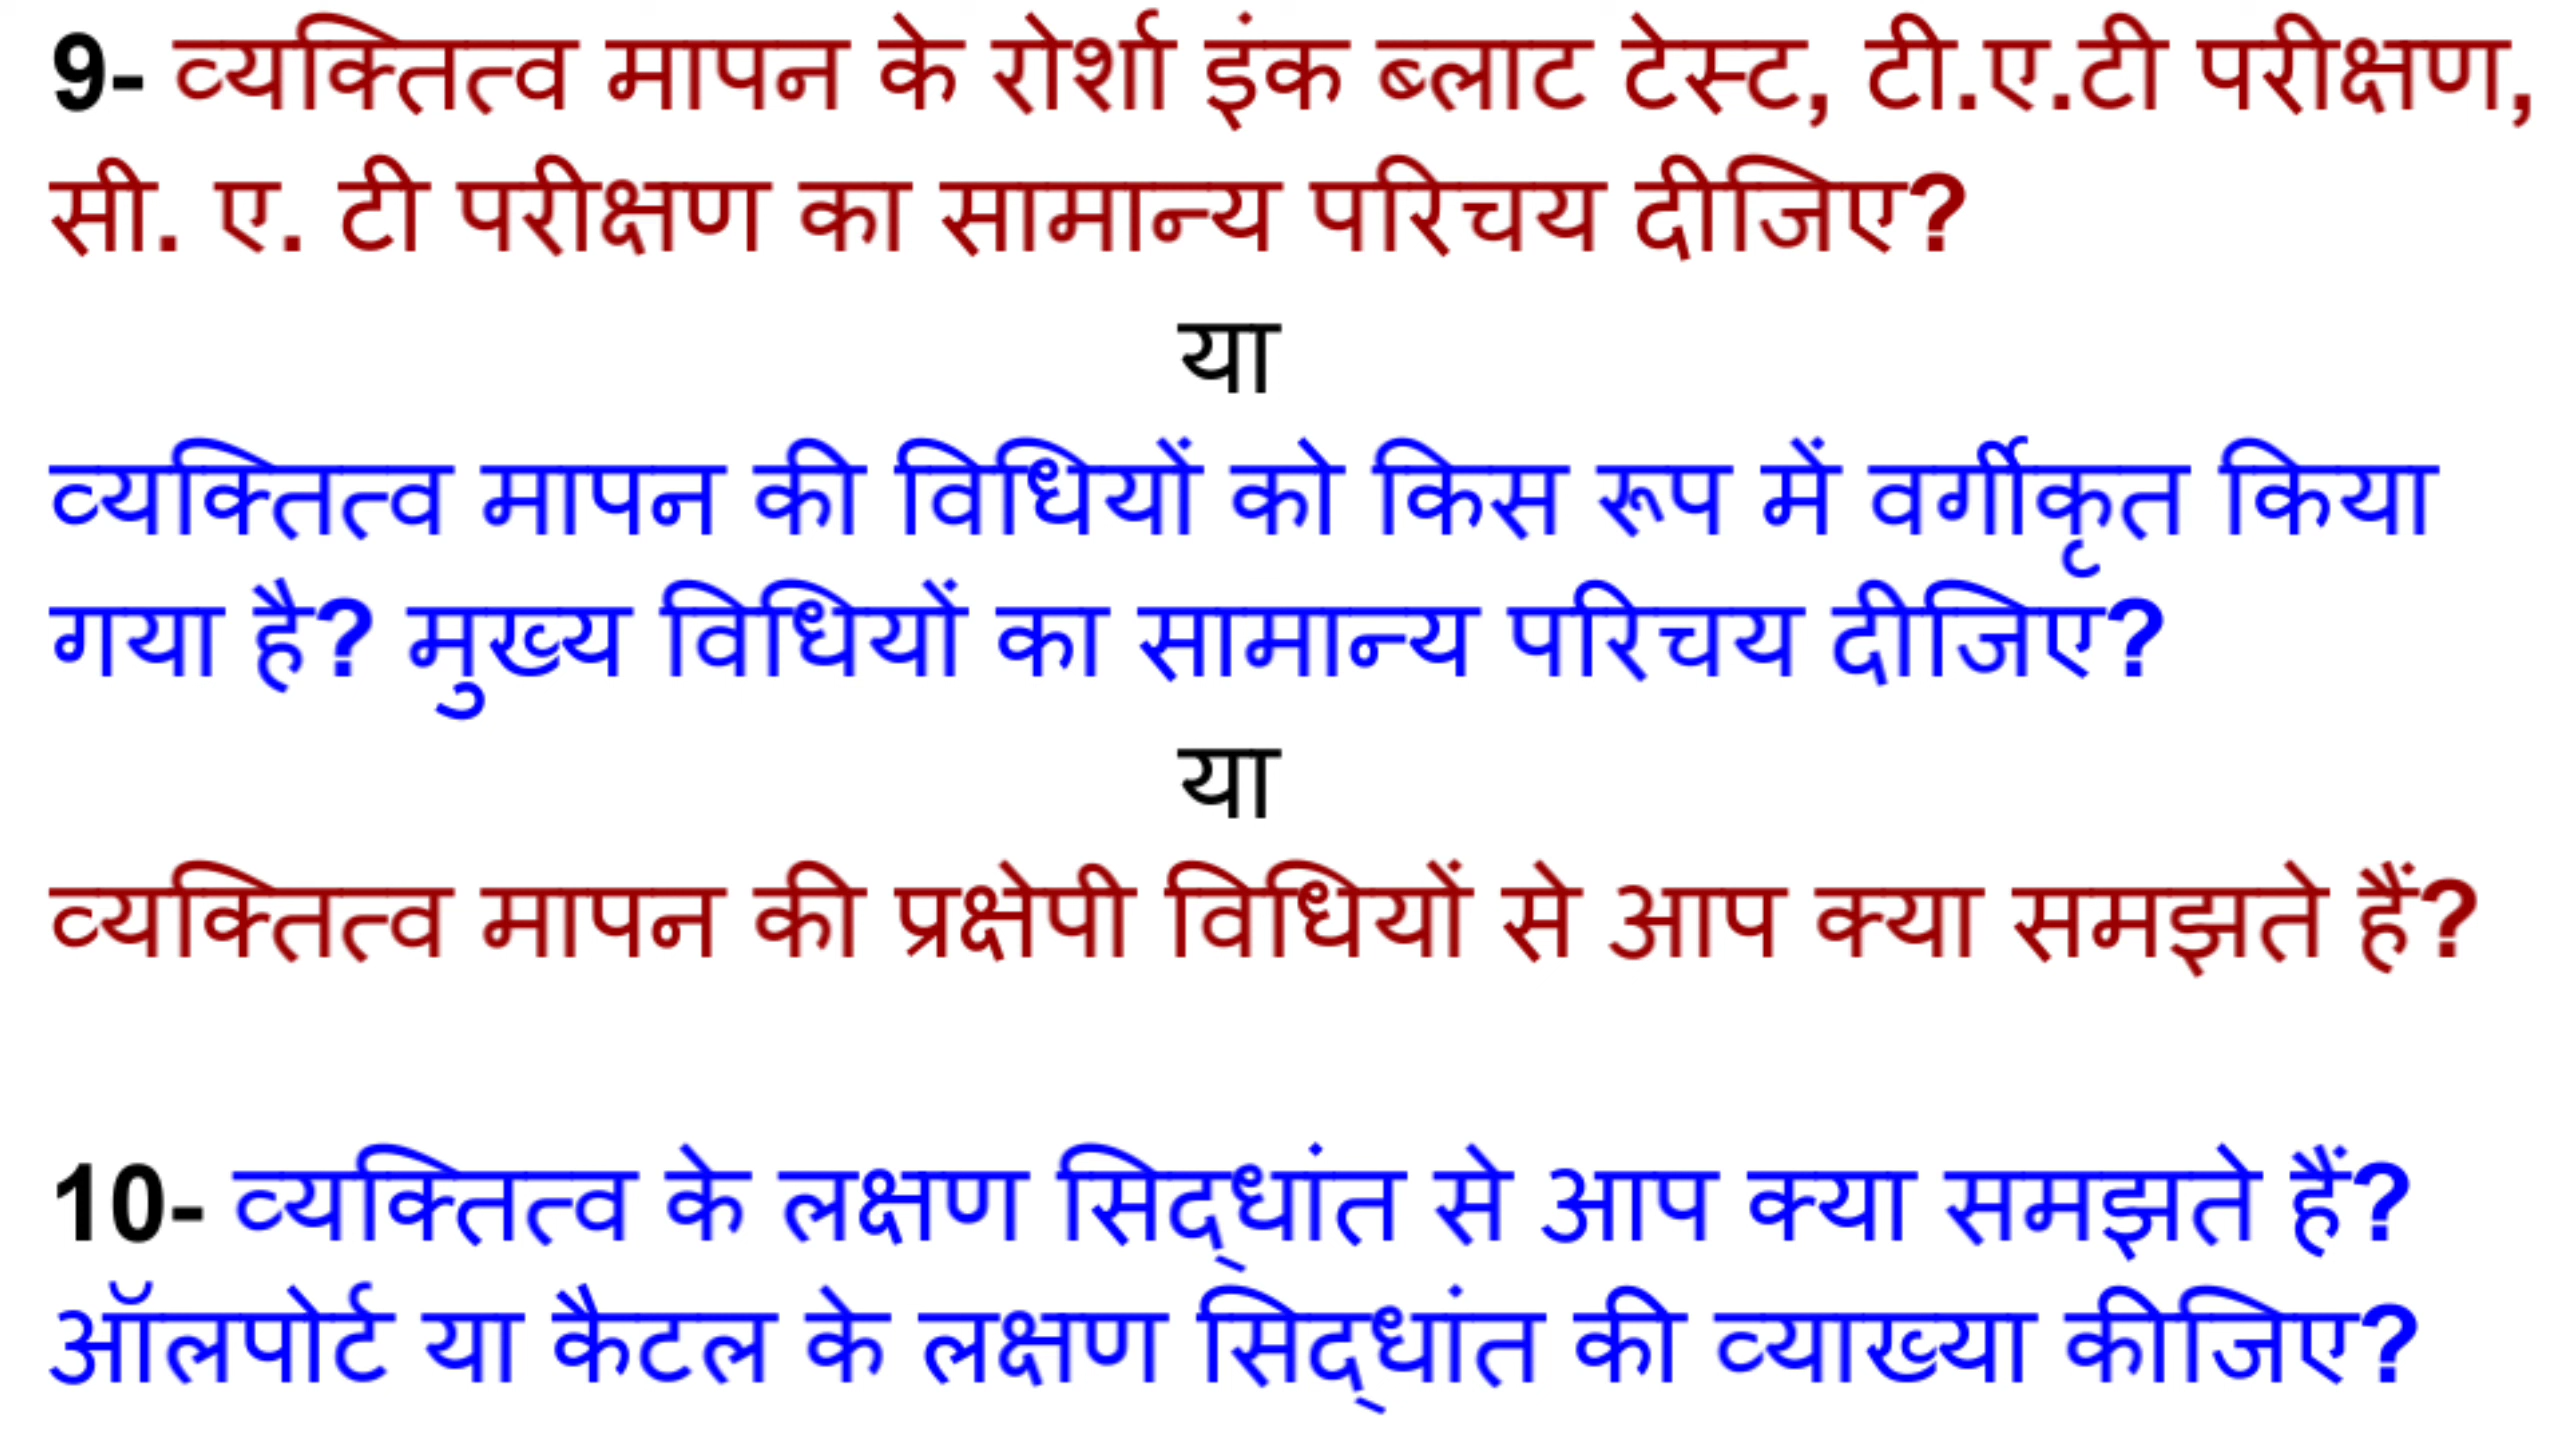 9- व्यक्तित्व मापन के रोर्शा इंक ब्लाट टेस्ट, टी.ए.टी परीक्षण,
सी. ए. टी परीक्षण का सामान्य परिचय दीजिए?
या
व्यक्तित्व मापन की विधियों को किस रूप में वर्गीकृत किया
गया है? मुख्य विधियों का सामान्य परिचय दीजिए?
या
व्यक्तित्व मापन की प्रक्षेपी विधियों से आप क्या समझते हैं?
10- व्यक्तित्व के लक्षण सिद्धांत से आप क्या समझते हैं?
ऑलपोर्ट या कैटल के लक्षण सिद्धांत की व्याख्या कीजिए?